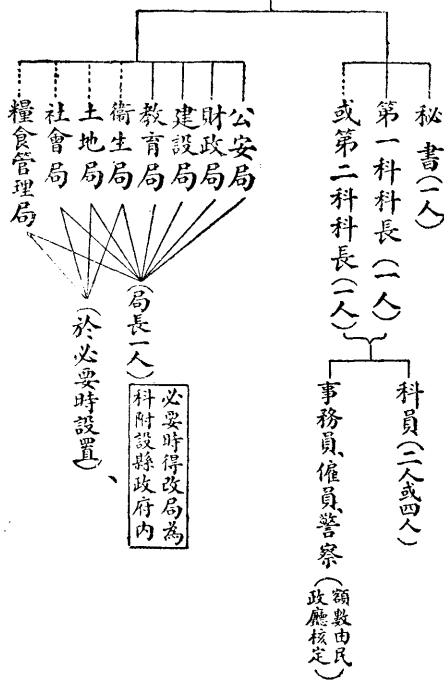 秘書(一人)
第一科科長(一人)
或第二科科長(一人)
科員(二人或四人)
事務員、僱員、警察(額數由民政廳核定)
公安局
財政局
建設局
教育局
衞生局
土地局
社會局
糧食管理局
(局長一人)
必要時得改局為
科附設縣政府內
(於必要時設置)、